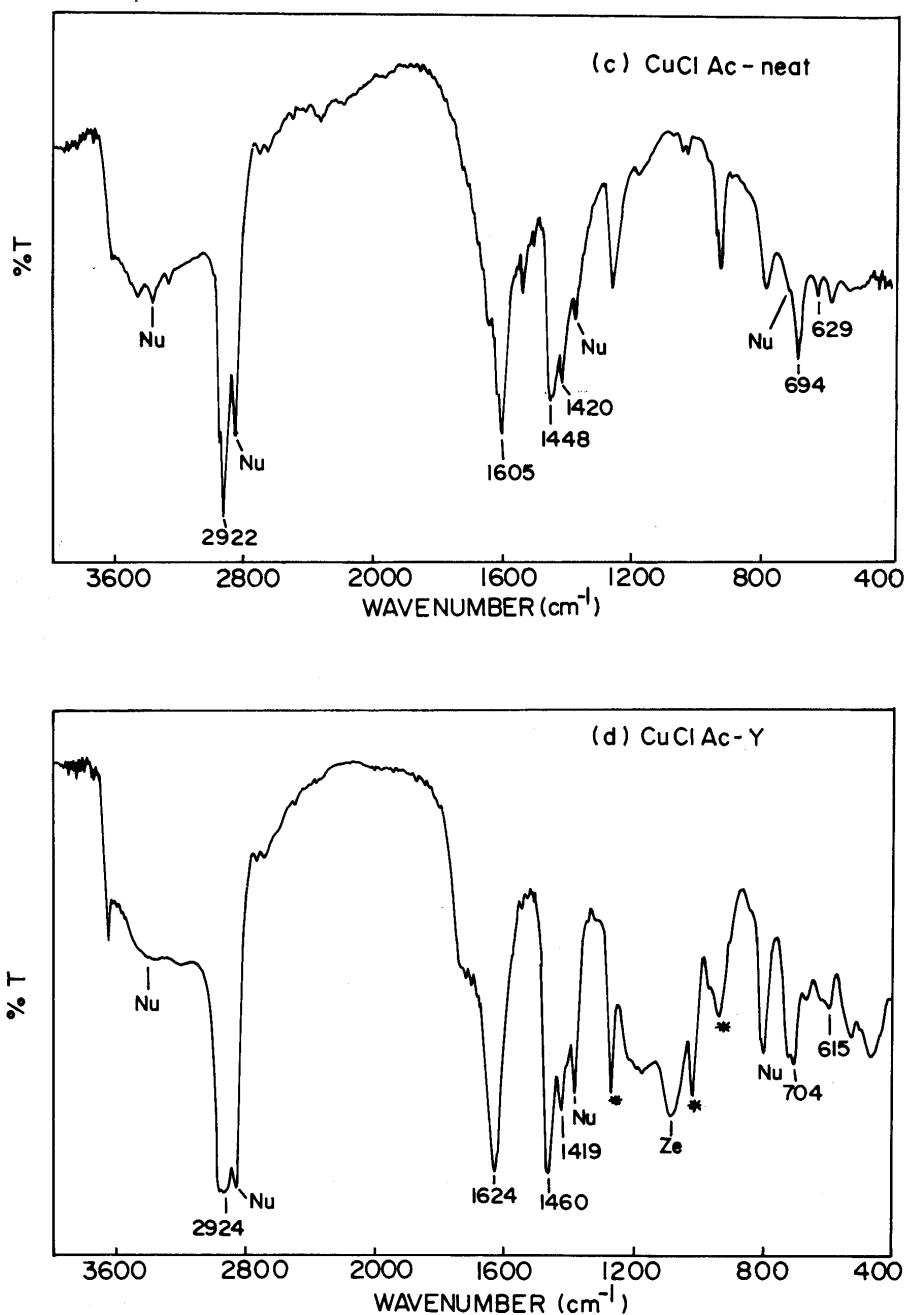 (c) CuCl Ac-neat
%T
Nu
Nu
2922
1605
1448
1420
Nu
Nu
694
629
3600 2800 2000 1600 1200 800 400
WAVENUMBER (cm⁻¹)
(d) CuCl Ac-Y
%T
Nu
2924
Nu
1624
1460
1419
Nu
*
Ze
*
*
Nu
704
615
3600 2800 2000 1600 1200 800 400
WAVENUMBER (cm⁻¹)